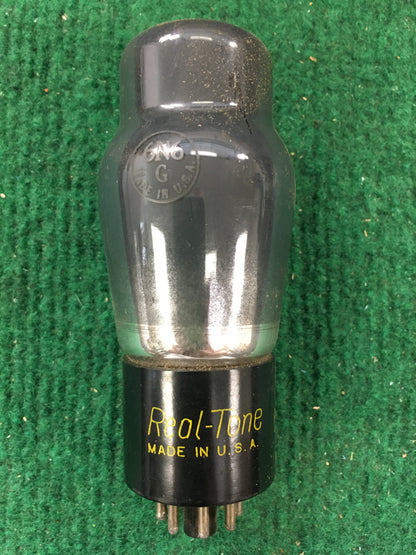 6N6
G
MADE IN U.S.A.
Real-Tone
MADE IN U.S.A.